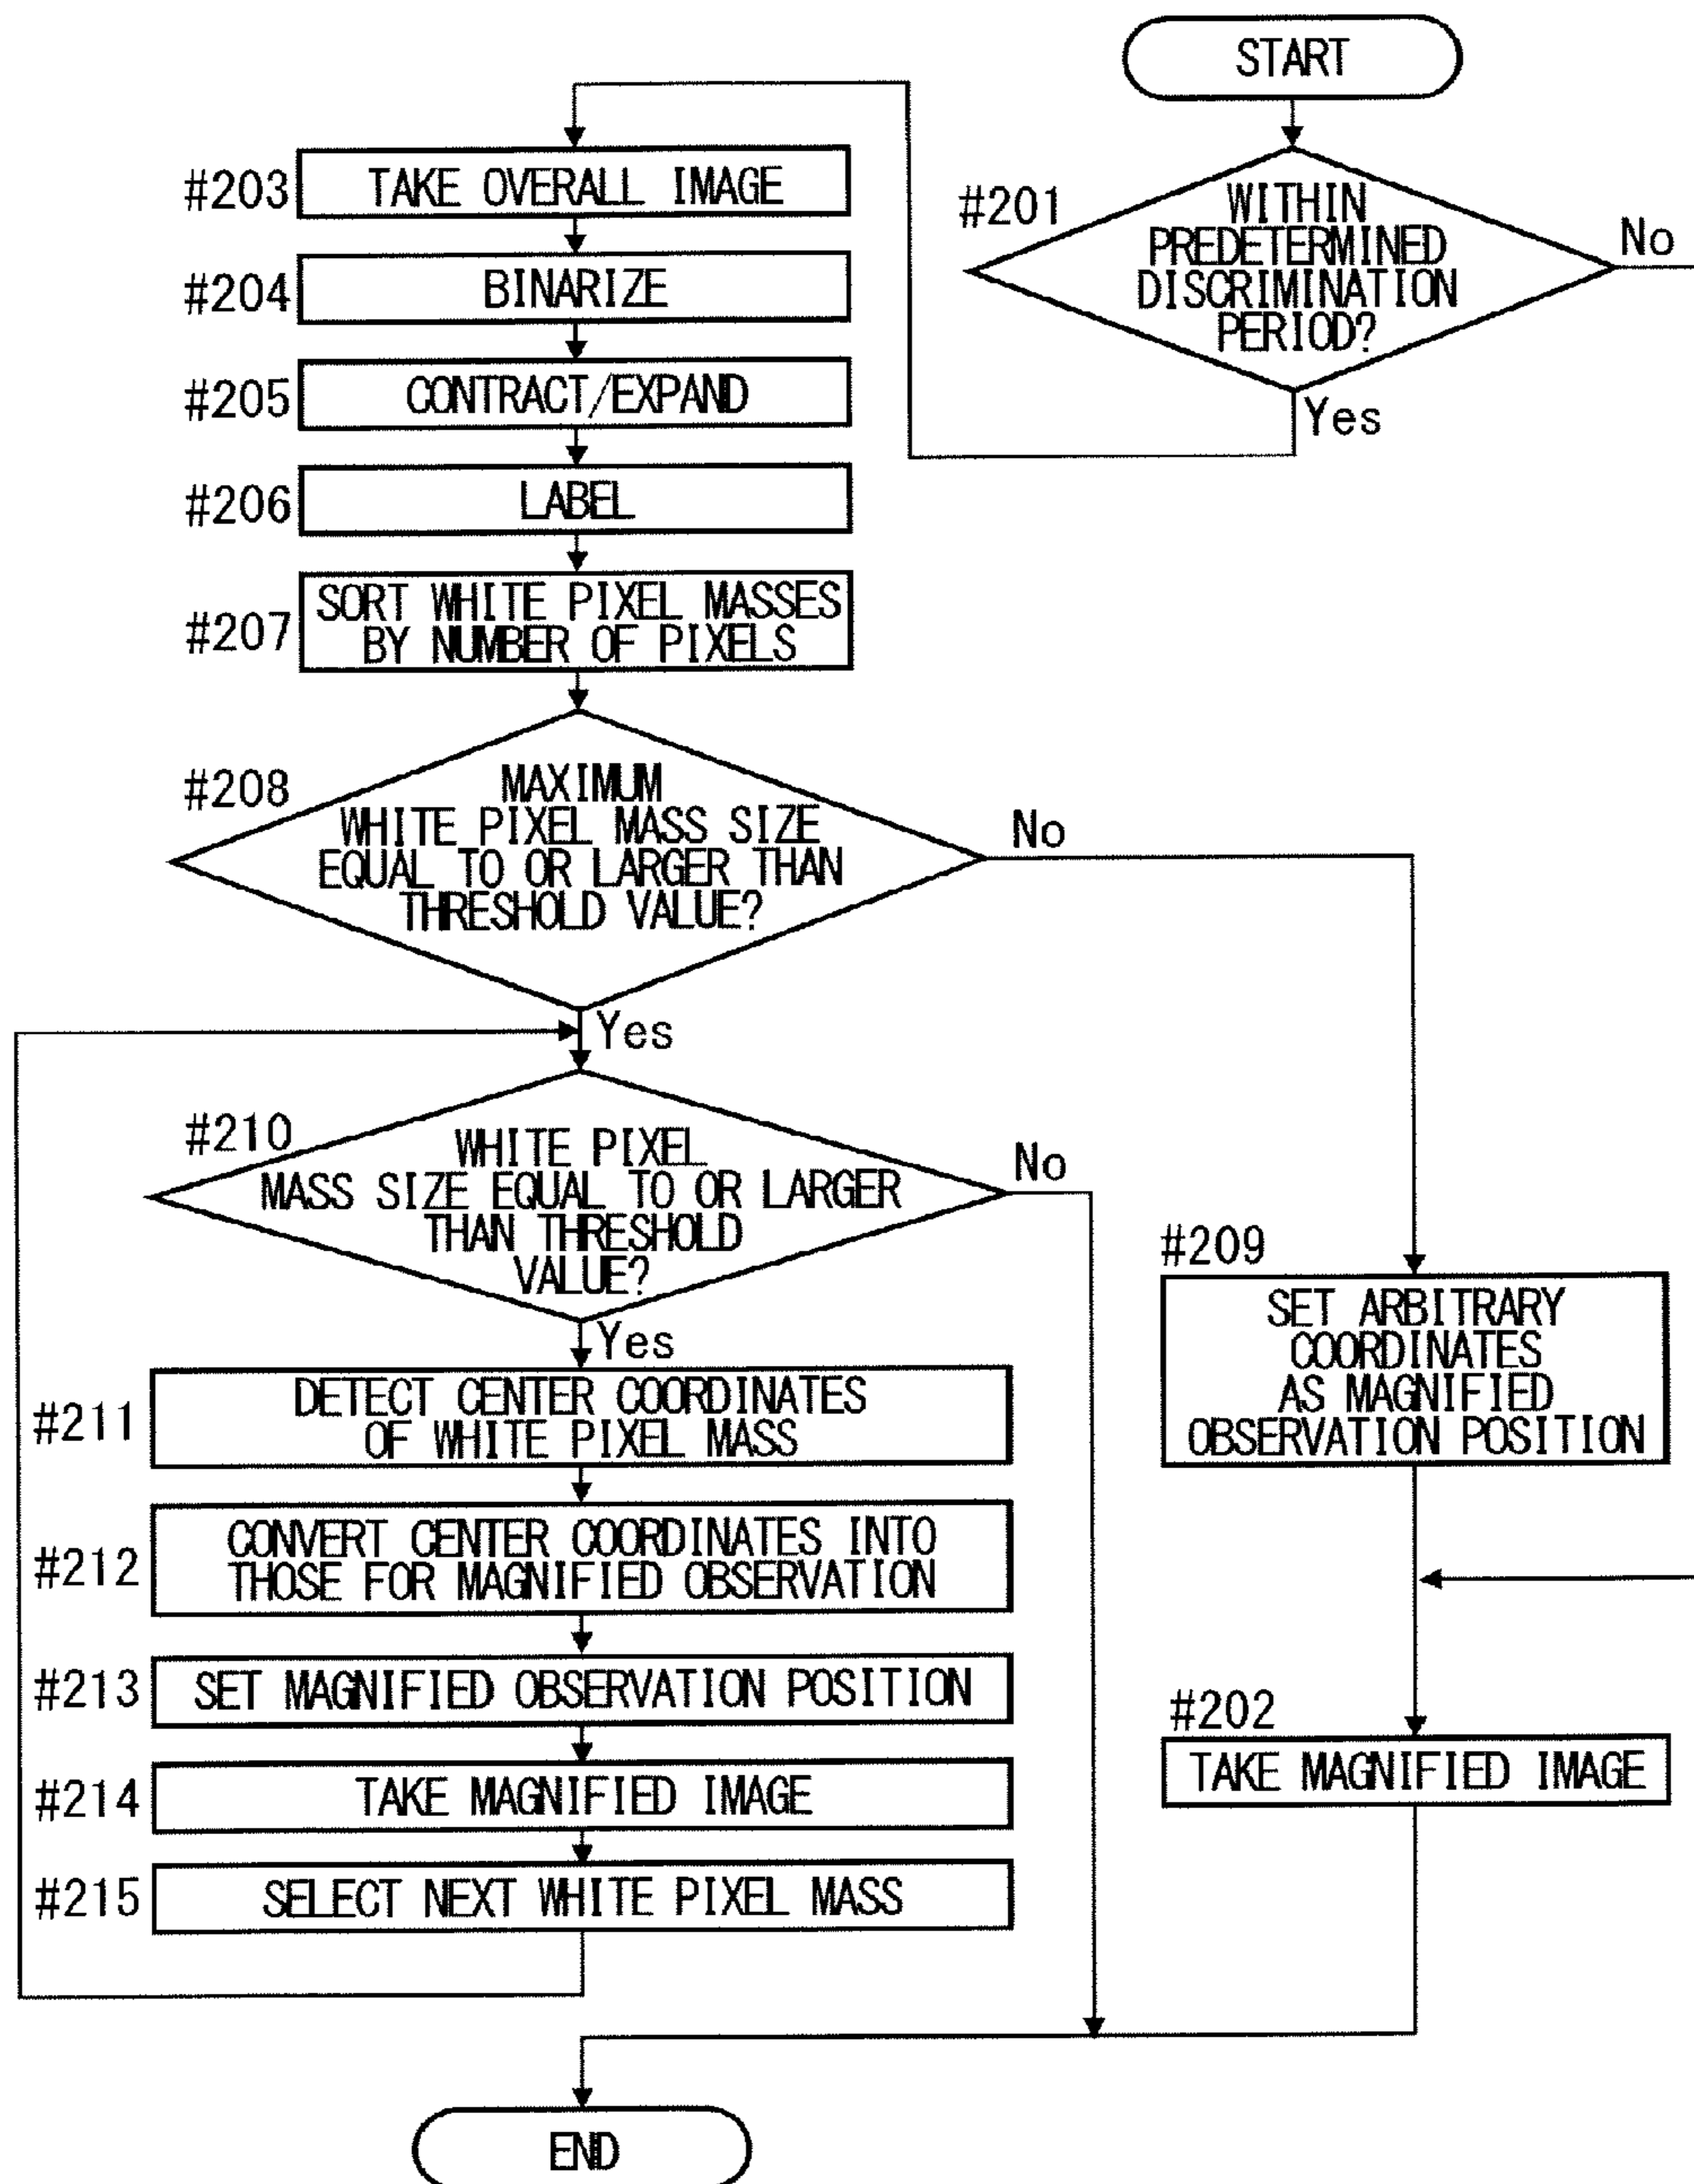 START
#201
WITHIN
PREDETERMINED
DISCRIMINATION
PERIOD?
No
Yes
#203
TAKE OVERALL IMAGE
#204
BINARIZE
#205
CONTRACT/EXPAND
#206
LABEL
#207
SORT WHITE PIXEL MASSES
BY NUMBER OF PIXELS
#208
MAXIMUM
WHITE PIXEL MASS SIZE
EQUAL TO OR LARGER THAN
THRESHOLD VALUE?
No
Yes
#210
WHITE PIXEL
MASS SIZE EQUAL TO OR LARGER
THAN THRESHOLD
VALUE?
No
Yes
#209
SET ARBITRARY
COORDINATES
AS MAGNIFIED
OBSERVATION POSITION
#211
DETECT CENTER COORDINATES
OF WHITE PIXEL MASS
#212
CONVERT CENTER COORDINATES INTO
THOSE FOR MAGNIFIED OBSERVATION
#213
SET MAGNIFIED OBSERVATION POSITION
#202
TAKE MAGNIFIED IMAGE
#214
TAKE MAGNIFIED IMAGE
#215
SELECT NEXT WHITE PIXEL MASS
END